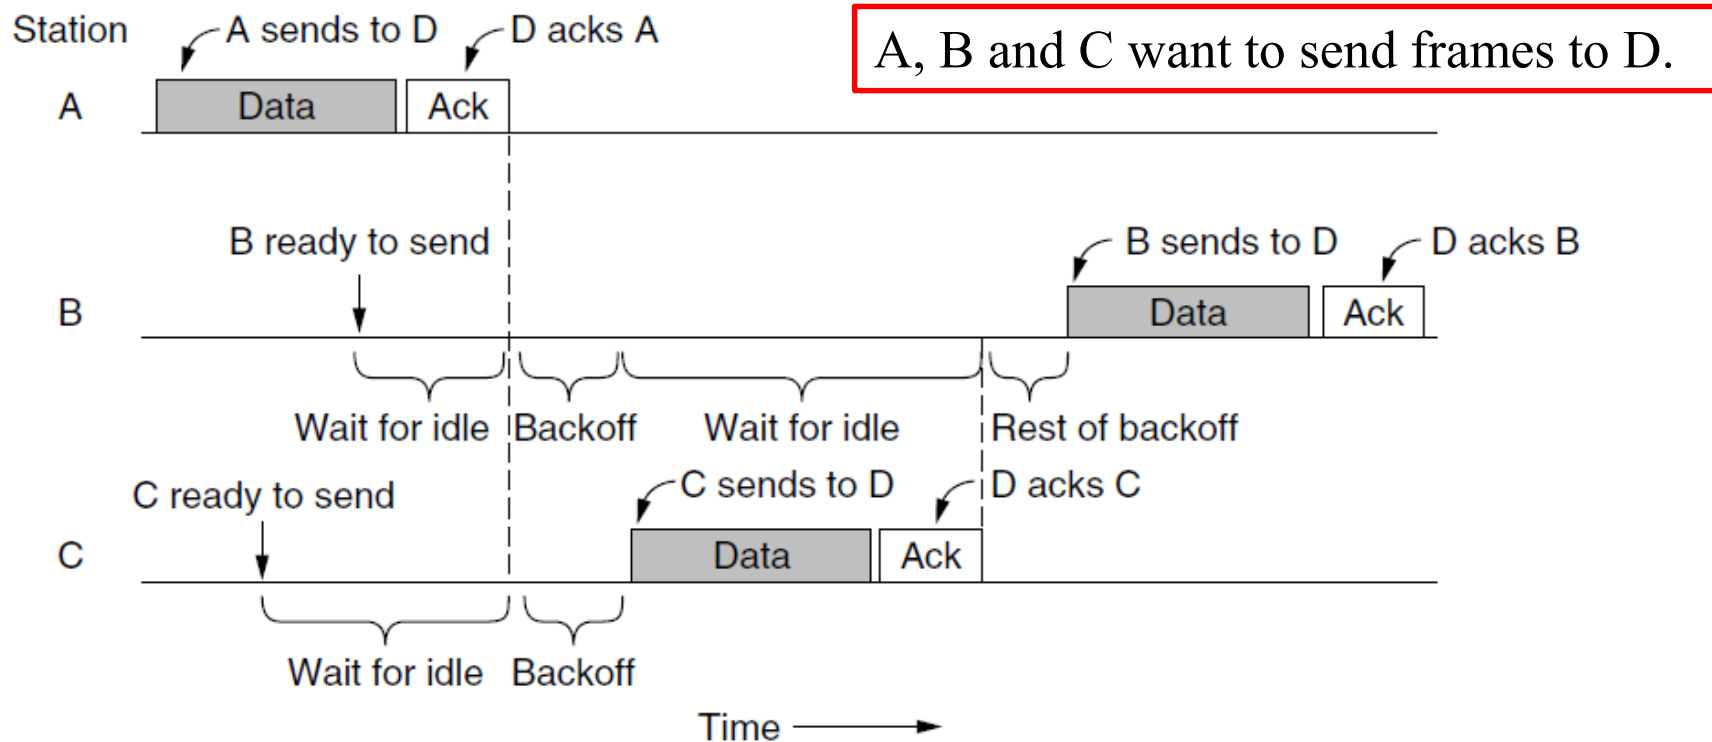 Station
A sends to D
D acks A
A, B and C want to send frames to D.
A
Data
Ack
B ready to send
B sends to D
D acks B
B
Data
Ack
Wait for idle
Backoff
Wait for idle
Rest of backoff
C ready to send
C sends to D
D acks C
C
Data
Ack
Wait for idle
Backoff
Time